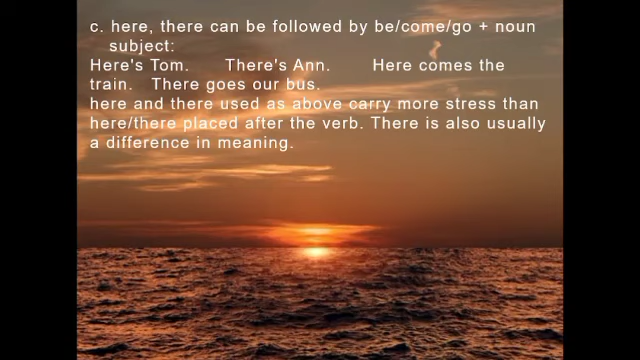 c. here, there can be followed by be/come/go + noun
subject:
Here's Tom. There's Ann. Here comes the
train. There goes our bus.
here and there used as above carry more stress than
here/there placed after the verb. There is also usually
a difference in meaning.